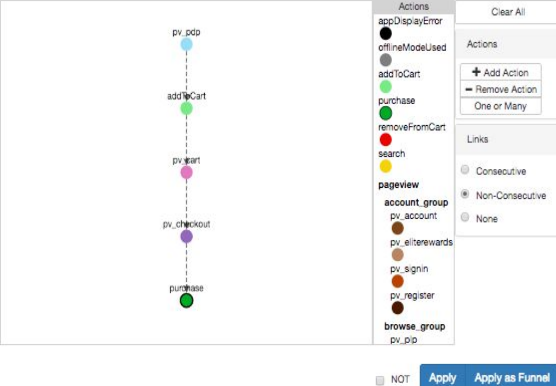 pv_pdp
addToCart
pv_cart
pv_checkout
purchase
Actions
appDisplayError
offlineModeUsed
addToCart
purchase
removeFromCart
search
pageview
account_group
pv_account
pv_eliterewards
pv_signin
pv_register
browse_group
pv_plp
Clear All
Actions
+ Add Action
- Remove Action
One or Many
Links
Consecutive
Non-Consecutive
None
NOT
Apply
Apply as Funnel